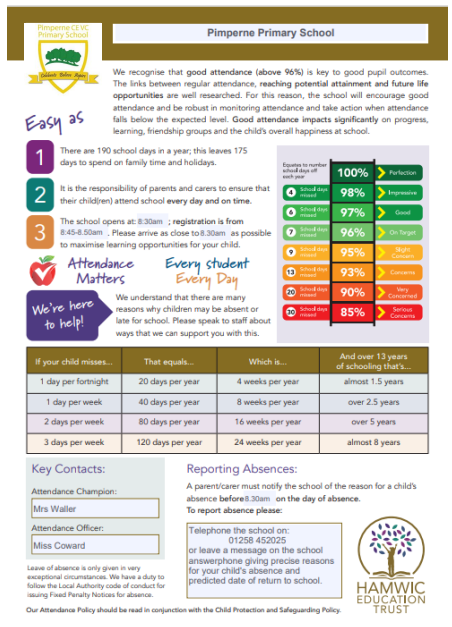 Pimperne CE VC
Primary School
Pimperne Primary School
We recognise that good attendance (above 96%) is key to good pupil outcomes.
The links between regular attendance, reaching potential attainment and future life
opportunities are well researched. For this reason, the school will encourage good
attendance and be robust in monitoring attendance and take action when attendance
falls below the expected level. Good attendance impacts significantly on progress,
learning, friendship groups and the child's overall happiness at school.
Easy as
1
There are 190 school days in a year; this leaves 175
days to spend on family time and holidays.
2
It is the responsibility of parents and carers to ensure that
their child(ren) attend school every day and on time.
3
The school opens at: 8:30am ; registration is from
8:45-8.50am . Please arrive as close to 8.30am as possible
to maximise learning opportunities for your child.
Equates to number
school days off
each year
100% Perfection
4 School days missed 98% Impressive
6 School days missed 97% Good
7 School days missed 96% On Target
9 School days missed 95% Slight Concern
13 School days missed 93% Concerns
20 School days missed 90% Very Concerned
30 School days missed 85% Serious Concerns
Attendance
Matters
Every student
Every Day
We're here
to help!
We understand that there are many
reasons why children may be absent or
late for school. Please speak to staff about
ways that we can support you with this.
If your child misses... That equals... Which is... And over 13 years of schooling that's...
1 day per fortnight 20 days per year 4 weeks per year almost 1.5 years
1 day per week 40 days per year 8 weeks per year over 2.5 years
2 days per week 80 days per year 16 weeks per year over 5 years
3 days per week 120 days per year 24 weeks per year almost 8 years
Key Contacts:
Attendance Champion:
Mrs Waller
Attendance Officer:
Miss Coward
Leave of absence is only given in very
exceptional circumstances. We have a duty to
follow the Local Authority code of conduct for
issuing Fixed Penalty Notices for absence.
Reporting Absences:
A parent/carer must notify the school of the reason for a child's
absence before 8.30am on the day of absence.
To report absence please:
Telephone the school on:
01258 452025
or leave a message on the school
answerphone giving precise reasons
for your child's absence and
predicted date of return to school.
HAMWIC
EDUCATION
TRUST
Our Attendance Policy should be read in conjunction with the Child Protection and Safeguarding Policy.